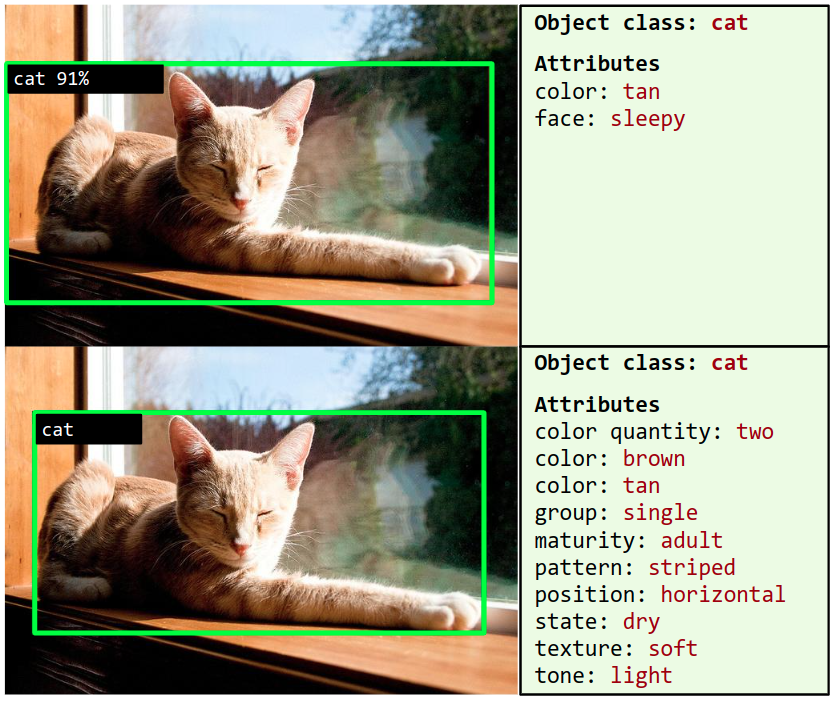 cat 91%
Object class: cat
Attributes
color: tan
face: sleepy
cat
Object class: cat
Attributes
color quantity: two
color: brown
color: tan
group: single
maturity: adult
pattern: striped
position: horizontal
state: dry
texture: soft
tone: light